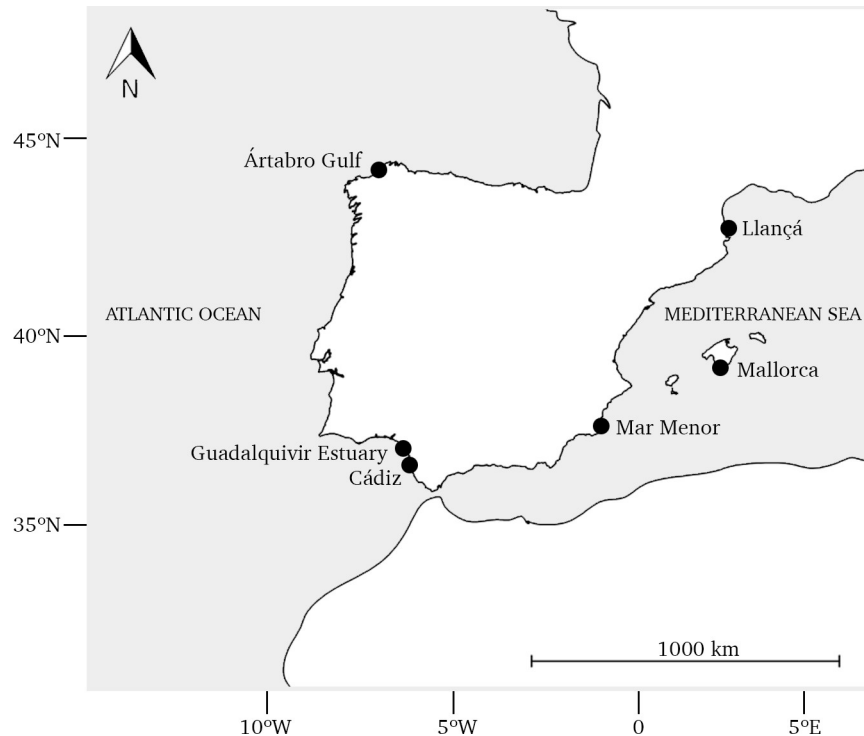 N
45ºN
Ártabro Gulf
Llançá
ATLANTIC OCEAN
MEDITERRANEAN SEA
40ºN
Mallorca
Mar Menor
Guadalquivir Estuary
Cádiz
35ºN
1000 km
10ºW
5ºW
0
5ºE